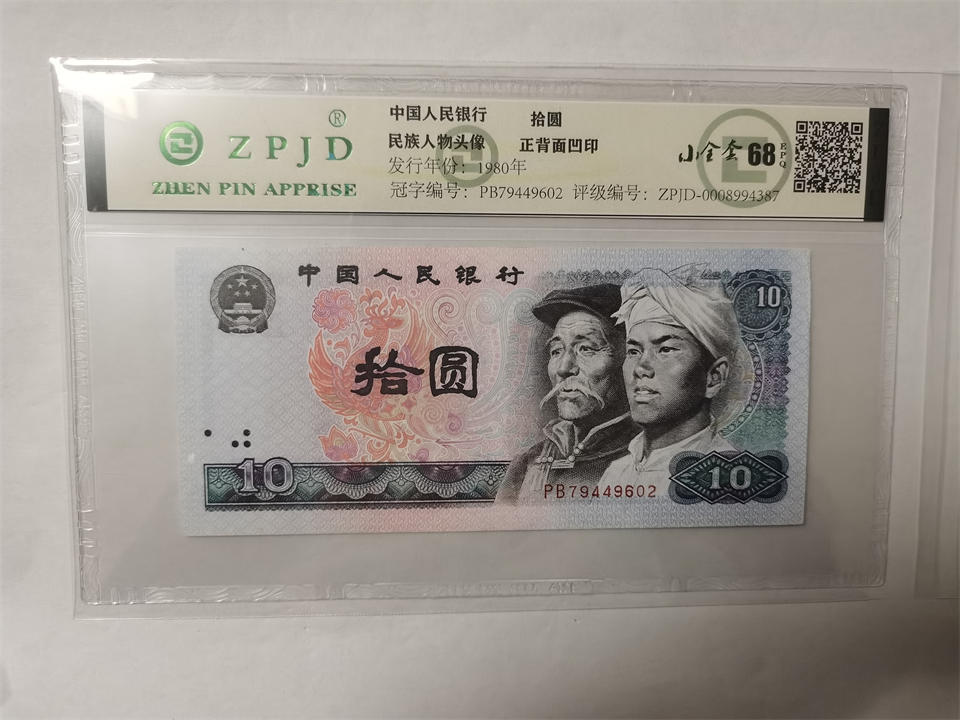 ZPJD®
ZHEN PIN APPRISE
中国人民银行 拾圆
民族人物头像 正背面凹印
发行年份：1980年
冠字编号：PB79449602 评级编号：ZPJD-0008994387
小全套 68 EPQ
中国人民银行
10
拾圆
10
PB79449602
10